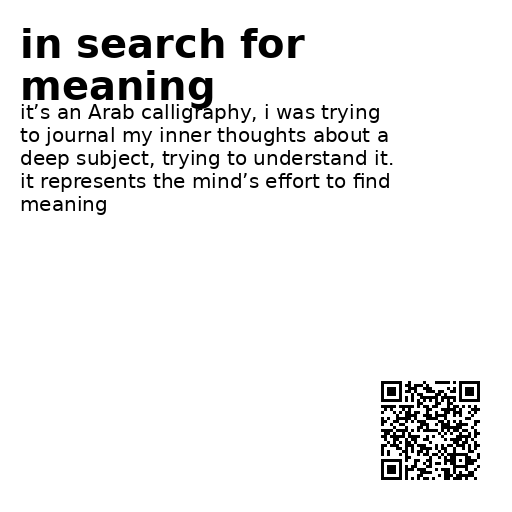 in search for
meaning
it’s an Arab calligraphy, i was trying
to journal my inner thoughts about a
deep subject, trying to understand it.
it represents the mind’s effort to find
meaning